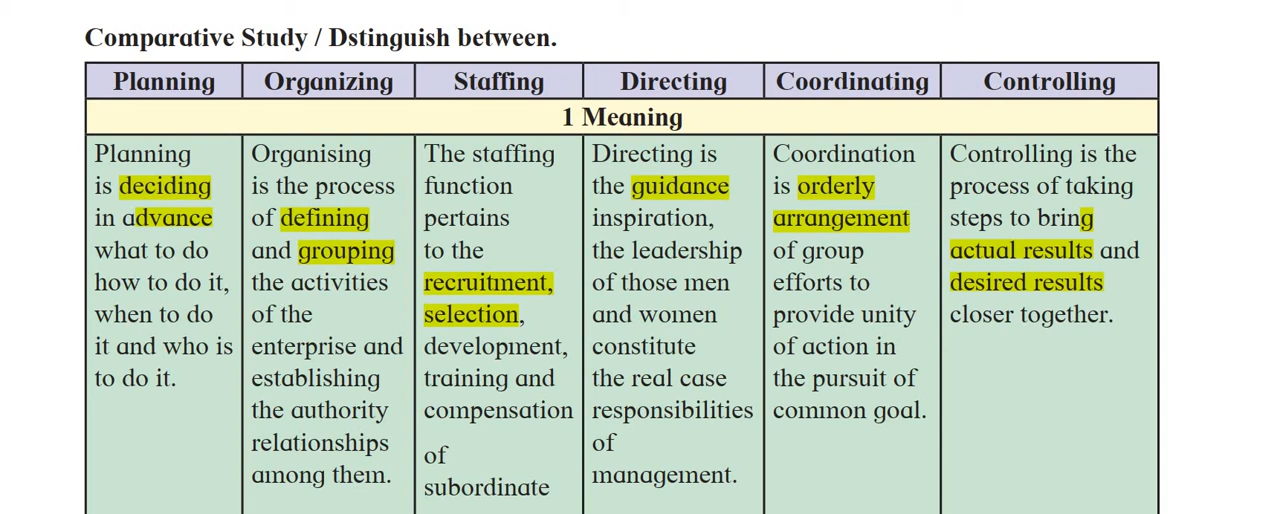 Comparative Study / Dstinguish between.
Planning Organizing Staffing Directing Coordinating Controlling
1 Meaning
Planning
is deciding
in advance
what to do
how to do it,
when to do
it and who is
to do it.
Organising
is the process
of defining
and grouping
the activities
of the
enterprise and
establishing
the authority
relationships
among them.
The staffing
function
pertains
to the
recruitment,
selection,
development,
training and
compensation
of
subordinate
Directing is
the guidance
inspiration,
the leadership
of those men
and women
constitute
the real case
responsibilities
of
management.
Coordination
is orderly
arrangement
of group
efforts to
provide unity
of action in
the pursuit of
common goal.
Controlling is the
process of taking
steps to bring
actual results and
desired results
closer together.